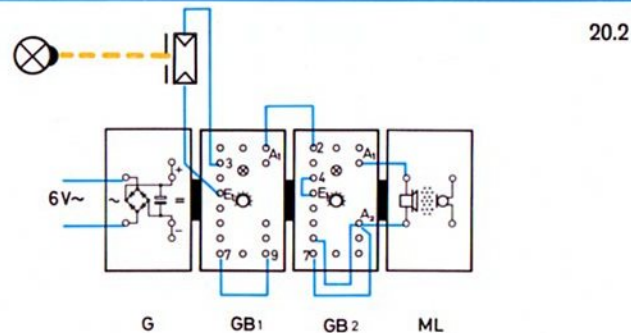 20.2
6V~
~
+
=
-
3
A₁
E₁
7
9
2
A₁
4
E₁
A₂
7
G
GB₁
GB₂
ML